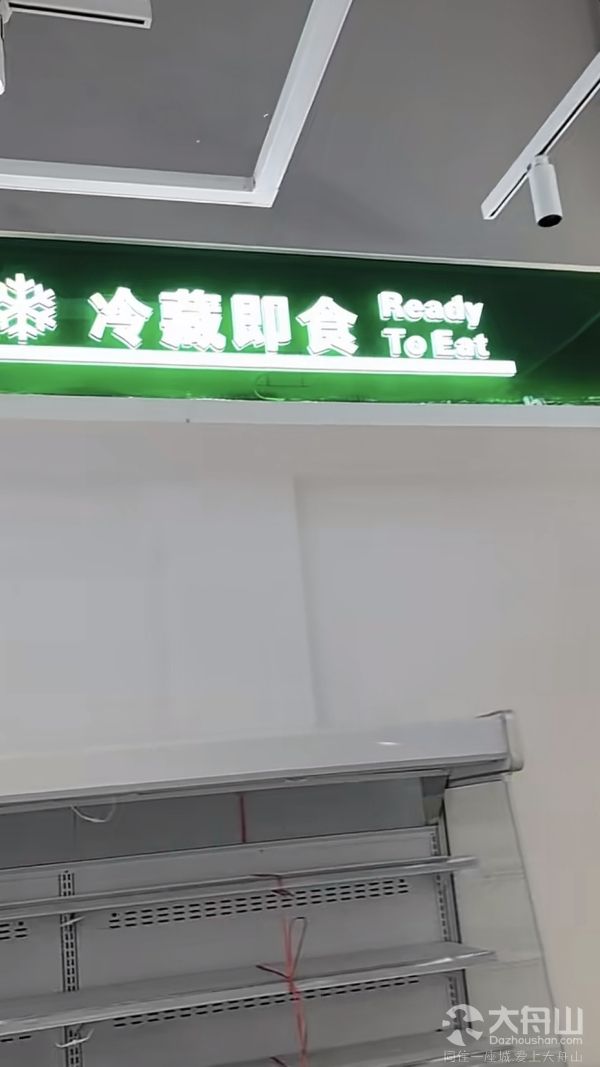 冷藏即食
Ready
To Eat
大舟山
Dazhoushan.com
同住一座城,爱上大舟山